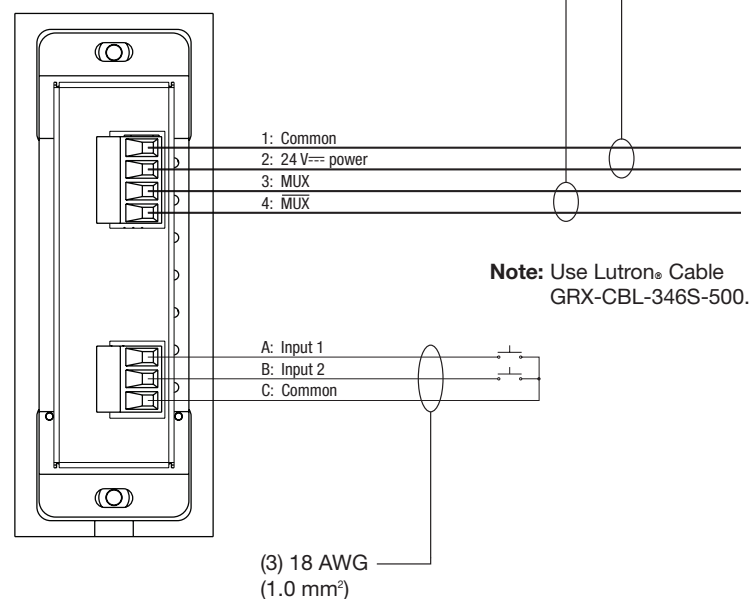 1: Common
2: 24 V⎓ power
3: MUX
4: M̅U̅X̅
Note: Use Lutron® Cable
GRX-CBL-346S-500.
A: Input 1
B: Input 2
C: Common
(3) 18 AWG
(1.0 mm²)